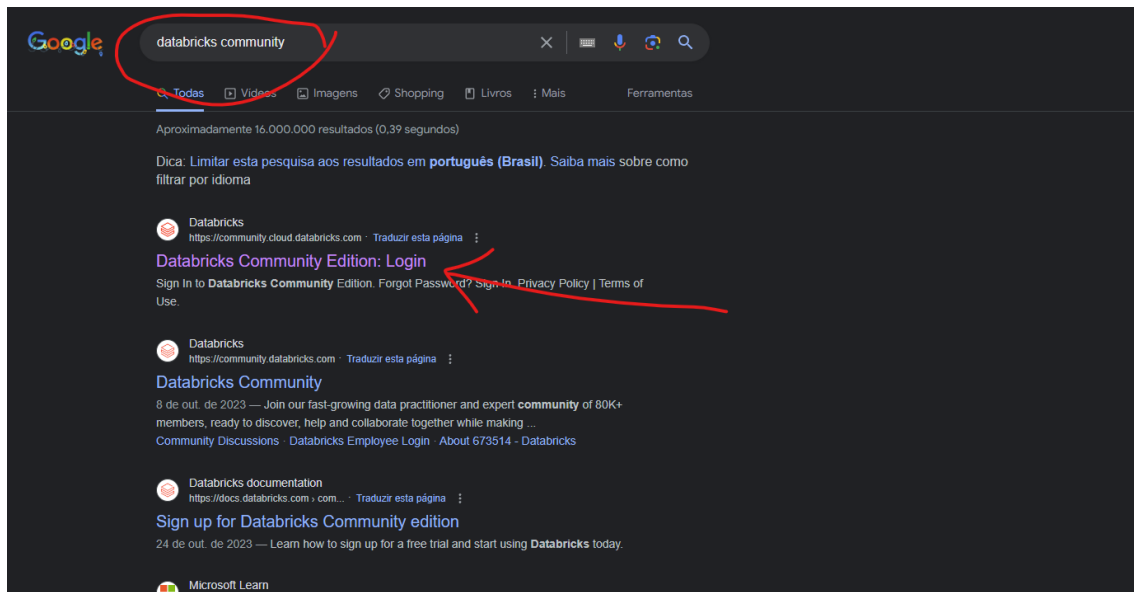 Google
databricks community
Todas Vídeos Imagens Shopping Livros Mais Ferramentas
Aproximadamente 16.000.000 resultados (0,39 segundos)
Dica: Limitar esta pesquisa aos resultados em português (Brasil). Saiba mais sobre como
filtrar por idioma
Databricks
https://community.cloud.databricks.com · Traduzir esta página
Databricks Community Edition: Login
Sign In to Databricks Community Edition. Forgot Password? Sign In. Privacy Policy | Terms of
Use.
Databricks
https://community.databricks.com · Traduzir esta página
Databricks Community
8 de out. de 2023 — Join our fast-growing data practitioner and expert community of 80K+
members, ready to discover, help and collaborate together while making ...
Community Discussions · Databricks Employee Login · About 673514 - Databricks
Databricks documentation
https://docs.databricks.com › com... · Traduzir esta página
Sign up for Databricks Community edition
24 de out. de 2023 — Learn how to sign up for a free trial and start using Databricks today.
Microsoft Learn